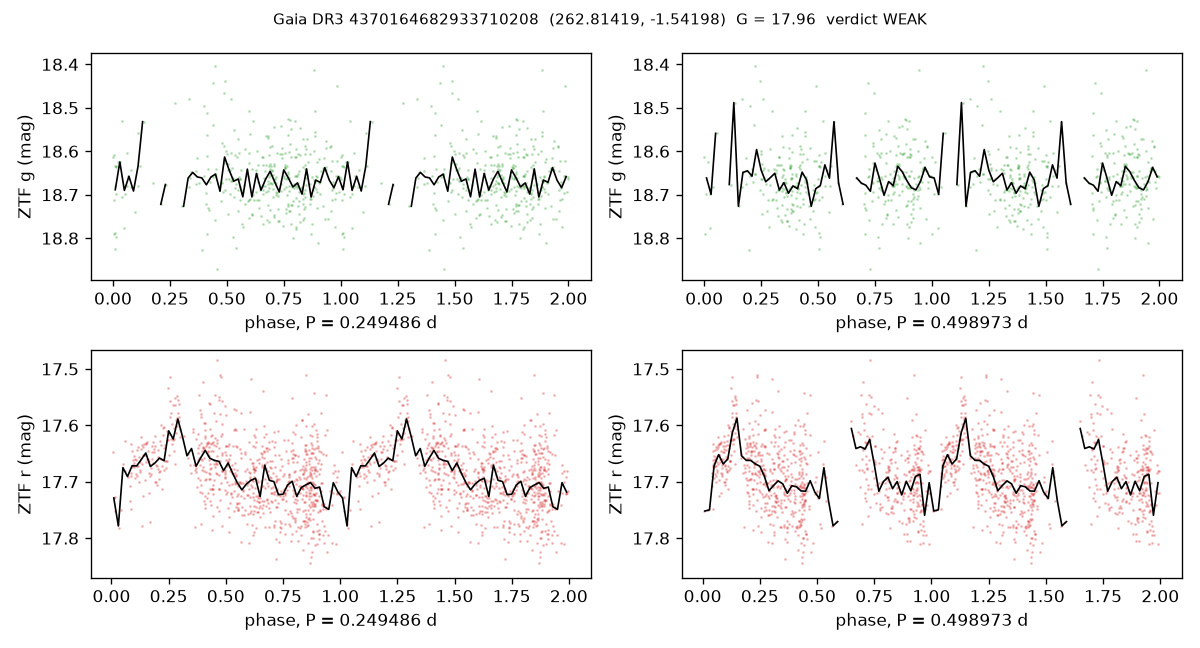 Gaia DR3 4370164682933710208  (262.81419, -1.54198)  G = 17.96  verdict WEAK
ZTF g (mag)
18.4
18.5
18.6
18.7
18.8
0.00 0.25 0.50 0.75 1.00 1.25 1.50 1.75 2.00
phase, P = 0.249486 d
ZTF g (mag)
18.4
18.5
18.6
18.7
18.8
0.00 0.25 0.50 0.75 1.00 1.25 1.50 1.75 2.00
phase, P = 0.498973 d
ZTF r (mag)
17.5
17.6
17.7
17.8
0.00 0.25 0.50 0.75 1.00 1.25 1.50 1.75 2.00
phase, P = 0.249486 d
ZTF r (mag)
17.5
17.6
17.7
17.8
0.00 0.25 0.50 0.75 1.00 1.25 1.50 1.75 2.00
phase, P = 0.498973 d